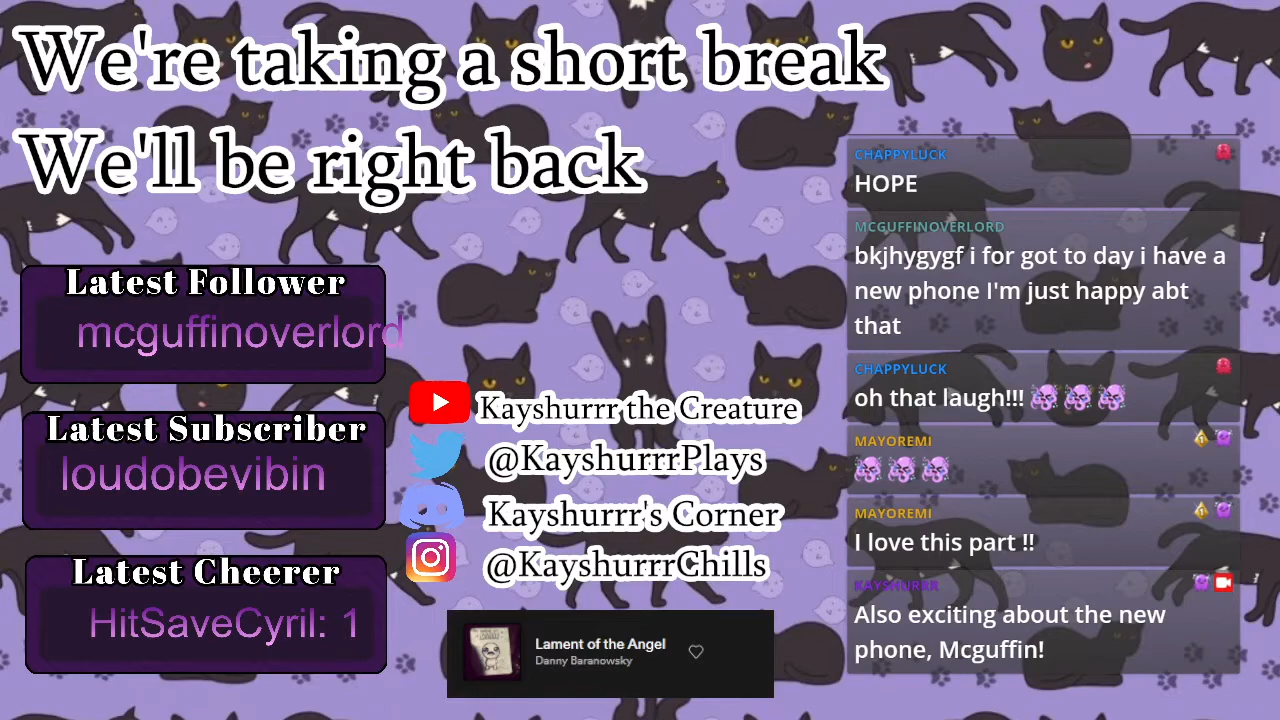 We're taking a short break
We'll be right back
Latest Follower
mcguffinoverlord
Latest Subscriber
loudobevibin
Latest Cheerer
HitSaveCyril: 1
Kayshurrr the Creature
@KayshurrrPlays
Kayshurrr's Corner
@KayshurrrChills
Lament of the Angel
Danny Baranowsky
CHAPPYLUCK
HOPE
MCGUFFINOVERLORD
bkjhygygf i for got to day i have a
new phone I'm just happy abt
that
CHAPPYLUCK
oh that laugh!!!
MAYOREMI
MAYOREMI
I love this part !!
KAYSHURRR
Also exciting about the new
phone, Mcguffin!